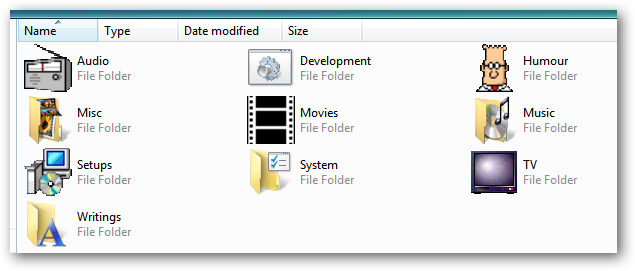 Name Type Date modified Size
Audio
File Folder
Development
File Folder
Humour
File Folder
Misc
File Folder
Movies
File Folder
Music
File Folder
Setups
File Folder
System
File Folder
TV
File Folder
Writings
File Folder